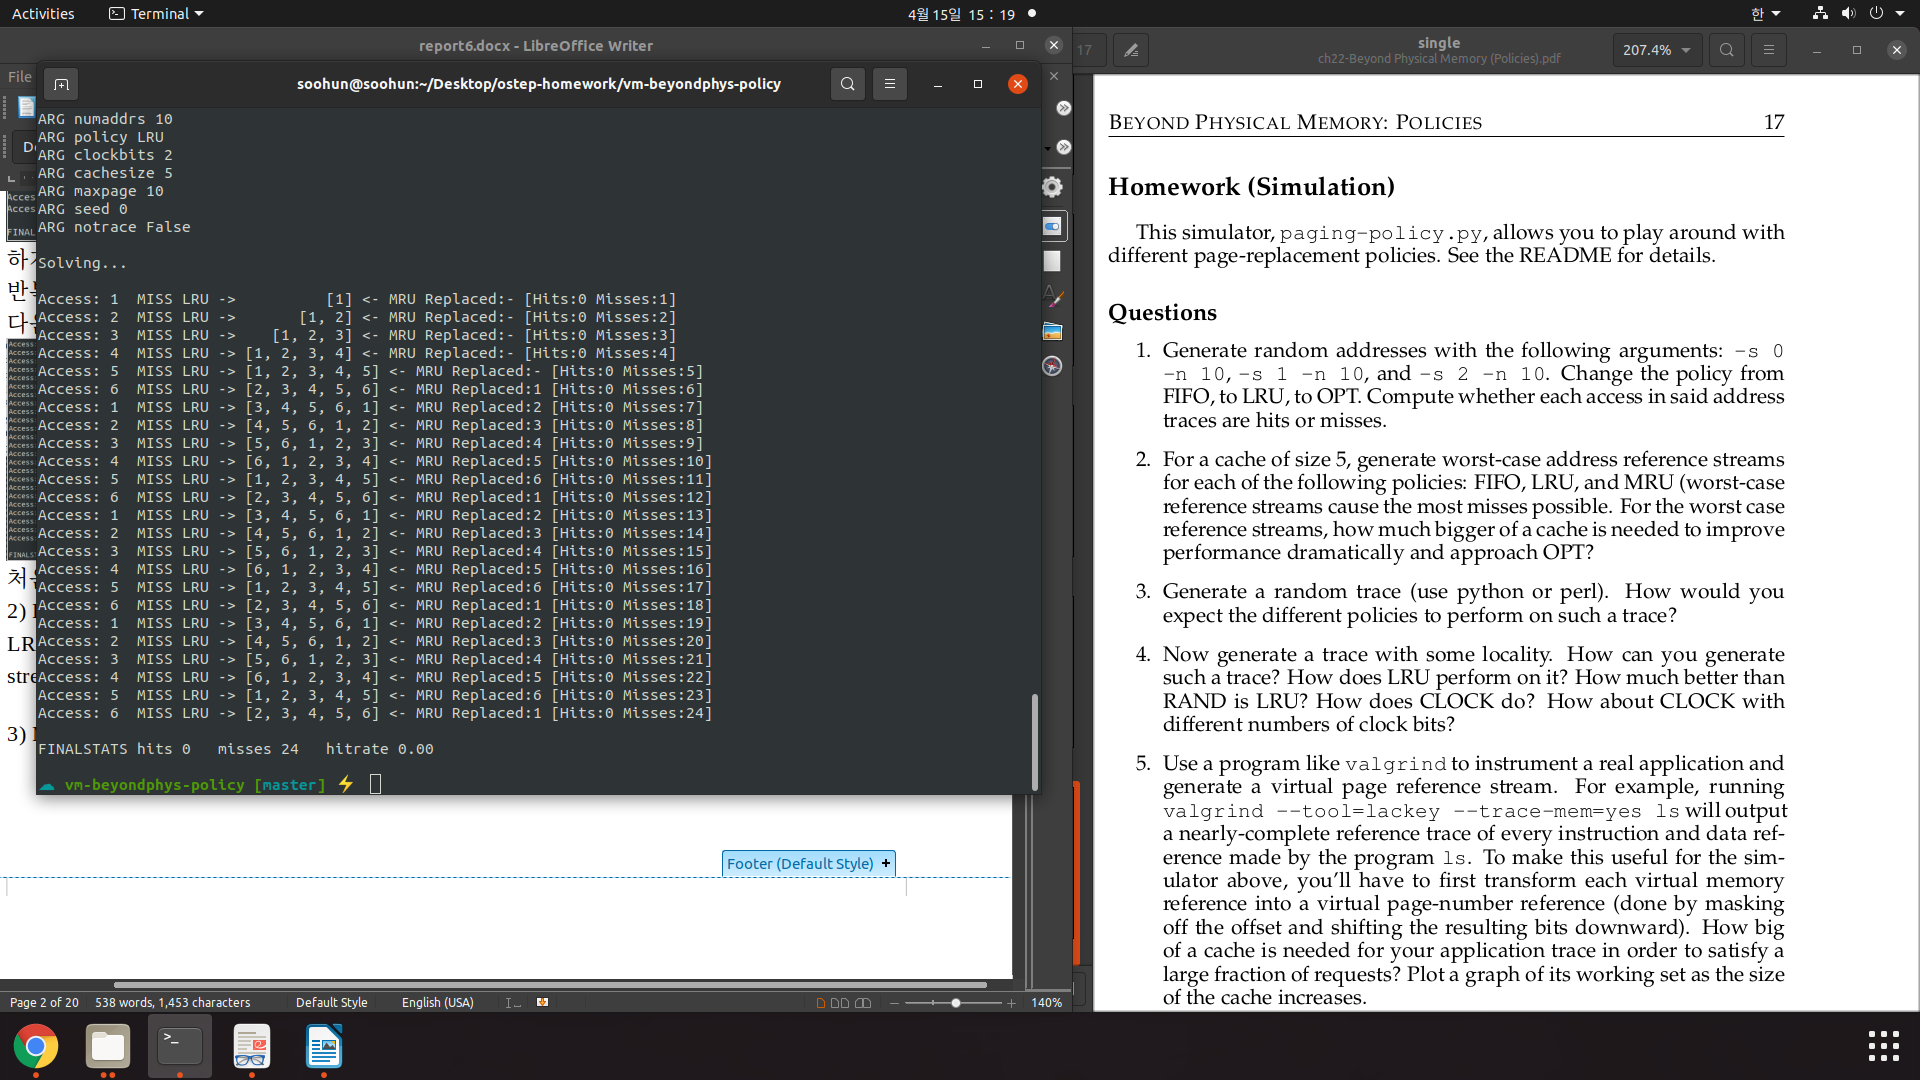 Activities
Terminal
4월 15일 15 : 19
한
report6.docx - LibreOffice Writer
File
soohun@soohun:~/Desktop/ostep-homework/vm-beyondphys-policy
ARG numaddrs 10
ARG policy LRU
ARG clockbits 2
ARG cachesize 5
ARG maxpage 10
ARG seed 0
ARG notrace False
Solving...
Access: 1  MISS LRU ->          [1] <- MRU Replaced:- [Hits:0 Misses:1]
Access: 2  MISS LRU ->       [1, 2] <- MRU Replaced:- [Hits:0 Misses:2]
Access: 3  MISS LRU ->    [1, 2, 3] <- MRU Replaced:- [Hits:0 Misses:3]
Access: 4  MISS LRU -> [1, 2, 3, 4] <- MRU Replaced:- [Hits:0 Misses:4]
Access: 5  MISS LRU -> [1, 2, 3, 4, 5] <- MRU Replaced:- [Hits:0 Misses:5]
Access: 6  MISS LRU -> [2, 3, 4, 5, 6] <- MRU Replaced:1 [Hits:0 Misses:6]
Access: 1  MISS LRU -> [3, 4, 5, 6, 1] <- MRU Replaced:2 [Hits:0 Misses:7]
Access: 2  MISS LRU -> [4, 5, 6, 1, 2] <- MRU Replaced:3 [Hits:0 Misses:8]
Access: 3  MISS LRU -> [5, 6, 1, 2, 3] <- MRU Replaced:4 [Hits:0 Misses:9]
Access: 4  MISS LRU -> [6, 1, 2, 3, 4] <- MRU Replaced:5 [Hits:0 Misses:10]
Access: 5  MISS LRU -> [1, 2, 3, 4, 5] <- MRU Replaced:6 [Hits:0 Misses:11]
Access: 6  MISS LRU -> [2, 3, 4, 5, 6] <- MRU Replaced:1 [Hits:0 Misses:12]
Access: 1  MISS LRU -> [3, 4, 5, 6, 1] <- MRU Replaced:2 [Hits:0 Misses:13]
Access: 2  MISS LRU -> [4, 5, 6, 1, 2] <- MRU Replaced:3 [Hits:0 Misses:14]
Access: 3  MISS LRU -> [5, 6, 1, 2, 3] <- MRU Replaced:4 [Hits:0 Misses:15]
Access: 4  MISS LRU -> [6, 1, 2, 3, 4] <- MRU Replaced:5 [Hits:0 Misses:16]
Access: 5  MISS LRU -> [1, 2, 3, 4, 5] <- MRU Replaced:6 [Hits:0 Misses:17]
Access: 6  MISS LRU -> [2, 3, 4, 5, 6] <- MRU Replaced:1 [Hits:0 Misses:18]
Access: 1  MISS LRU -> [3, 4, 5, 6, 1] <- MRU Replaced:2 [Hits:0 Misses:19]
Access: 2  MISS LRU -> [4, 5, 6, 1, 2] <- MRU Replaced:3 [Hits:0 Misses:20]
Access: 3  MISS LRU -> [5, 6, 1, 2, 3] <- MRU Replaced:4 [Hits:0 Misses:21]
Access: 4  MISS LRU -> [6, 1, 2, 3, 4] <- MRU Replaced:5 [Hits:0 Misses:22]
Access: 5  MISS LRU -> [1, 2, 3, 4, 5] <- MRU Replaced:6 [Hits:0 Misses:23]
Access: 6  MISS LRU -> [2, 3, 4, 5, 6] <- MRU Replaced:1 [Hits:0 Misses:24]
FINALSTATS hits 0   misses 24   hitrate 0.00
vm-beyondphys-policy [master]
2)
3)
Footer (Default Style) +
Page 2 of 20
538 words, 1,453 characters
Default Style
English (USA)
140%
17
single
ch22-Beyond Physical Memory (Policies).pdf
207.4%
BEYOND PHYSICAL MEMORY: POLICIES 17
Homework (Simulation)
This simulator, paging-policy.py, allows you to play around with
different page-replacement policies. See the README for details.
Questions
1. Generate random addresses with the following arguments: -s 0
-n 10, -s 1 -n 10, and -s 2 -n 10. Change the policy from
FIFO, to LRU, to OPT. Compute whether each access in said address
traces are hits or misses.
2. For a cache of size 5, generate worst-case address reference streams
for each of the following policies: FIFO, LRU, and MRU (worst-case
reference streams cause the most misses possible. For the worst case
reference streams, how much bigger of a cache is needed to improve
performance dramatically and approach OPT?
3. Generate a random trace (use python or perl). How would you
expect the different policies to perform on such a trace?
4. Now generate a trace with some locality. How can you generate
such a trace? How does LRU perform on it? How much better than
RAND is LRU? How does CLOCK do? How about CLOCK with
different numbers of clock bits?
5. Use a program like valgrind to instrument a real application and
generate a virtual page reference stream. For example, running
valgrind --tool=lackey --trace-mem=yes ls will output
a nearly-complete reference trace of every instruction and data ref-
erence made by the program ls. To make this useful for the sim-
ulator above, you'll have to first transform each virtual memory
reference into a virtual page-number reference (done by masking
off the offset and shifting the resulting bits downward). How big
of a cache is needed for your application trace in order to satisfy a
large fraction of requests? Plot a graph of its working set as the size
of the cache increases.